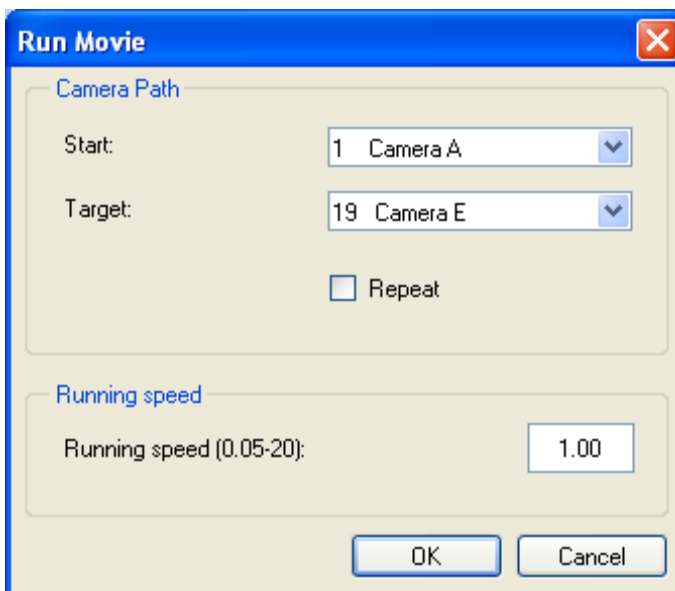 Run Movie
Camera Path
Start:
1 Camera A
Target:
19 Camera E
Repeat
Running speed
Running speed (0.05-20):
1.00
OK
Cancel